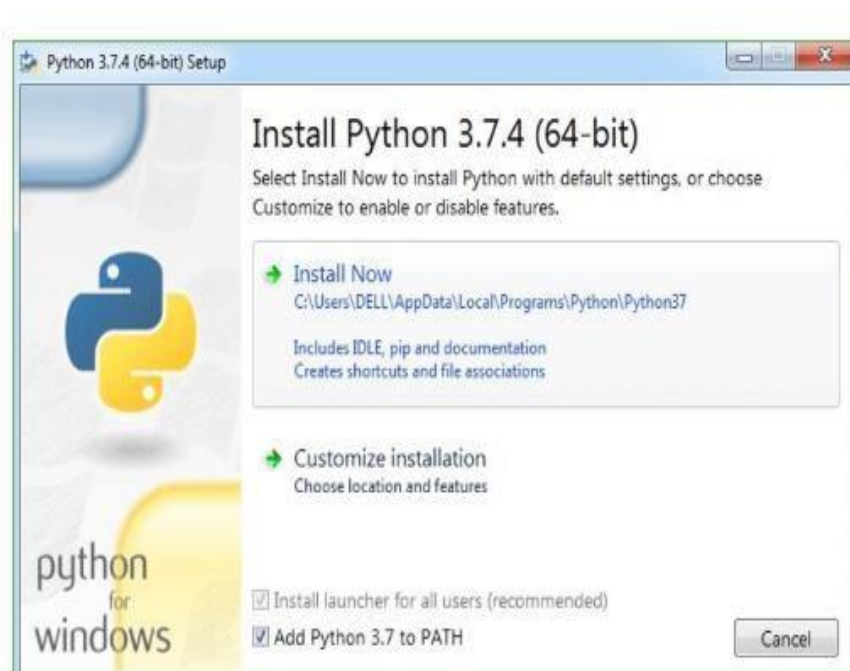 Python 3.7.4 (64-bit) Setup
Install Python 3.7.4 (64-bit)
Select Install Now to install Python with default settings, or choose
Customize to enable or disable features.
Install Now
C:\Users\DELL\AppData\Local\Programs\Python\Python37
Includes IDLE, pip and documentation
Creates shortcuts and file associations
Customize installation
Choose location and features
python
for
windows
Install launcher for all users (recommended)
Add Python 3.7 to PATH
Cancel